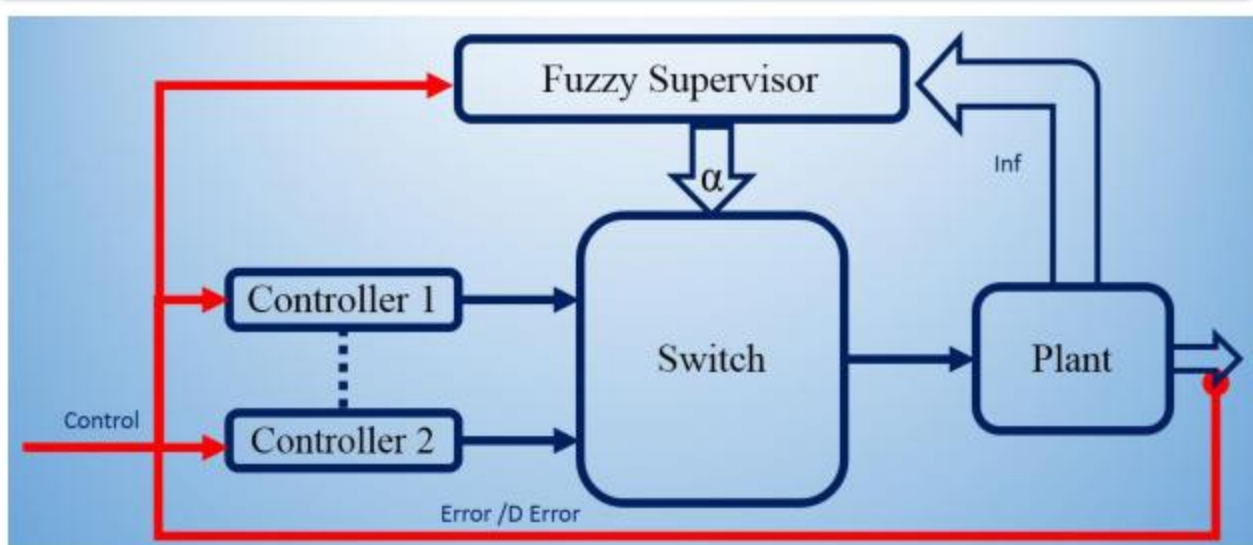 Fuzzy Supervisor
α
Inf
Controller 1
Switch
Plant
Control
Controller 2
Error /D Error